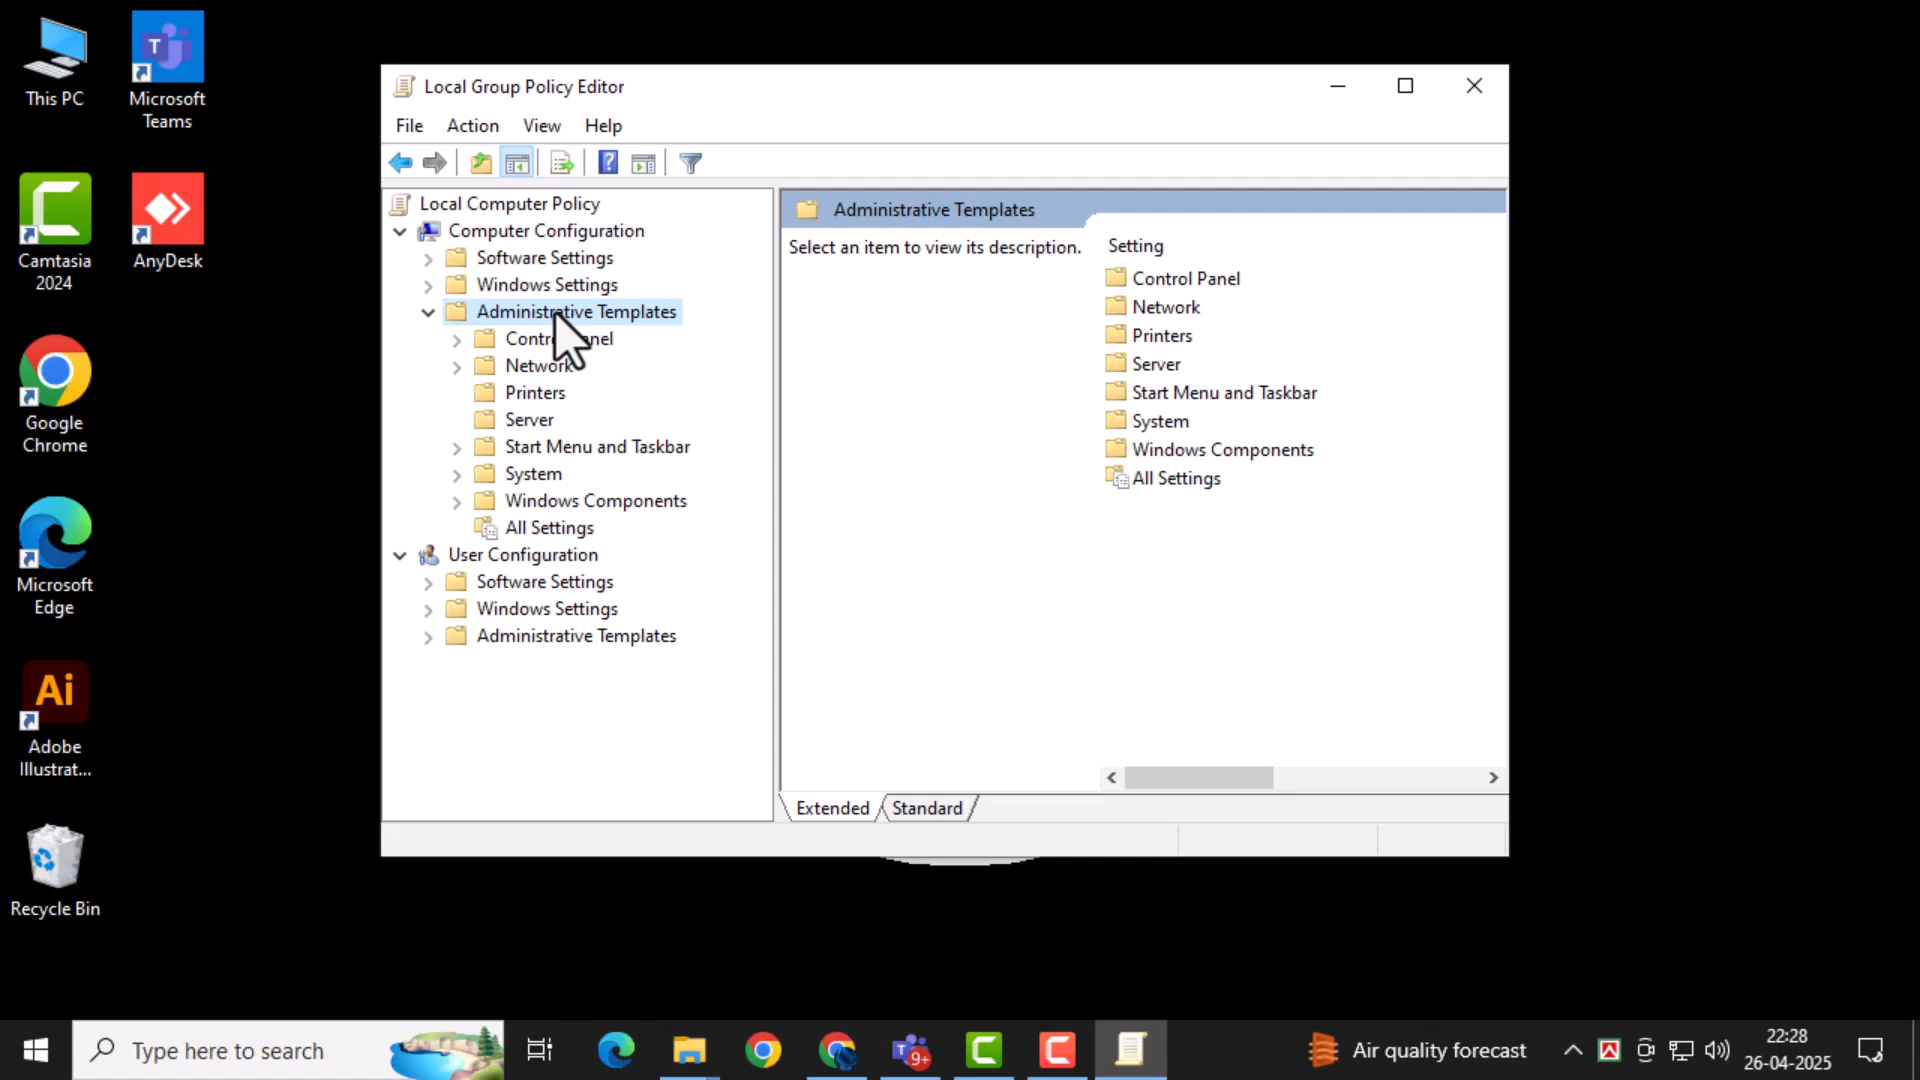 This PC
Microsoft
Teams
Camtasia
2024
AnyDesk
Google
Chrome
Microsoft
Edge
Ai
Adobe
Illustrat...
Recycle Bin
Local Group Policy Editor
File Action View Help
Local Computer Policy
Computer Configuration
Software Settings
Windows Settings
Administrative Templates
Control Panel
Network
Printers
Server
Start Menu and Taskbar
System
Windows Components
All Settings
User Configuration
Software Settings
Windows Settings
Administrative Templates
Administrative Templates
Select an item to view its description.
Setting
Control Panel
Network
Printers
Server
Start Menu and Taskbar
System
Windows Components
All Settings
Extended Standard
Type here to search
9+
Air quality forecast
22:28
26-04-2025